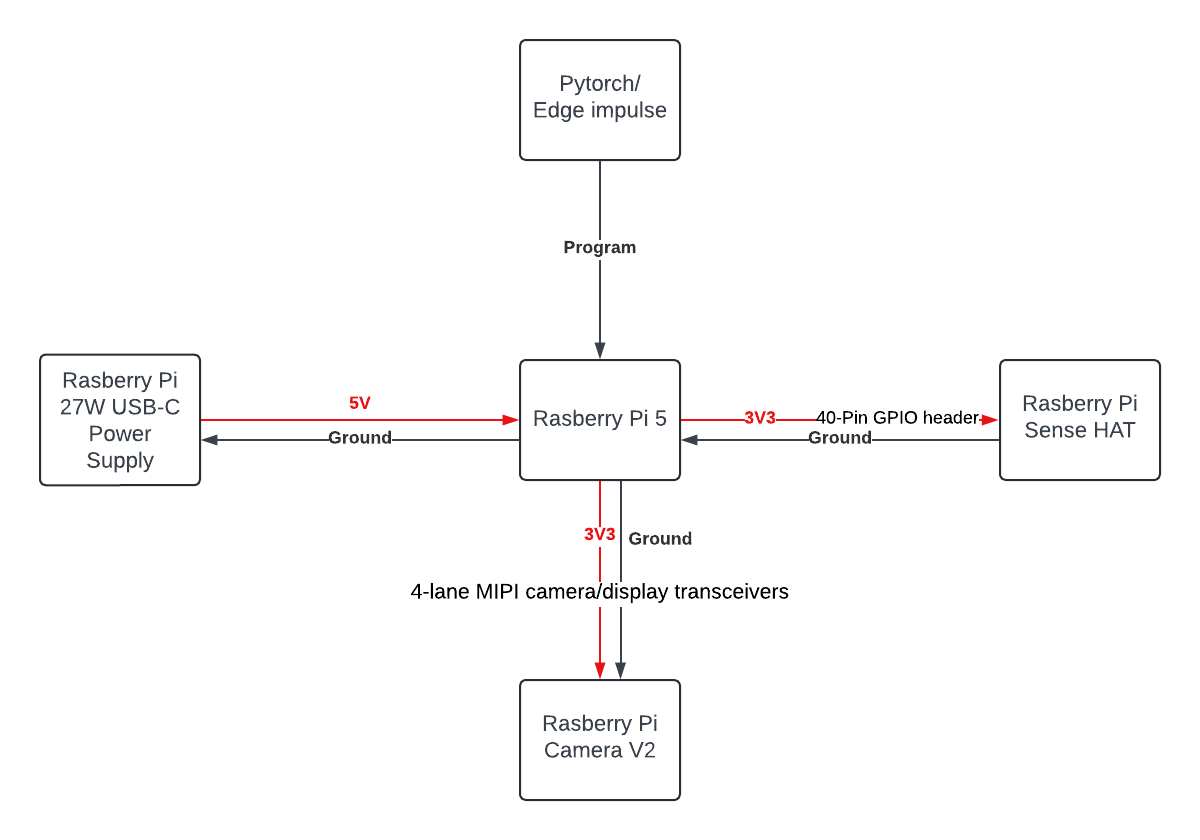 Pytorch/
Edge impulse
Program
Rasberry Pi
27W USB-C
Power
Supply
5V
Ground
Rasberry Pi 5
3V3
40-Pin GPIO header
Ground
Rasberry Pi
Sense HAT
3V3
Ground
4-lane MIPI camera/display transceivers
Rasberry Pi
Camera V2